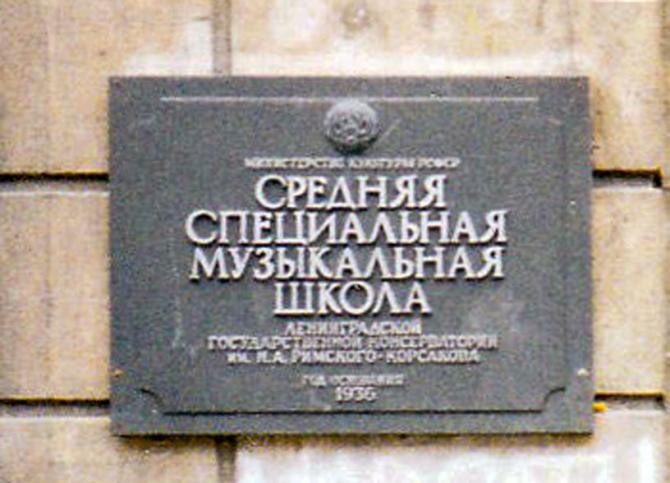 МИНИСТЕРСТВО КУЛЬТУРЫ РСФСР
СРЕДНЯЯ
СПЕЦИАЛЬНАЯ
МУЗЫКАЛЬНАЯ
ШКОЛА
ЛЕНИНГРАДСКОЙ
ГОСУДАРСТВЕННОЙ КОНСЕРВАТОРИИ
ИМ. Н.А. РИМСКОГО-КОРСАКОВА
ГОД ОСНОВАНИЯ
1936